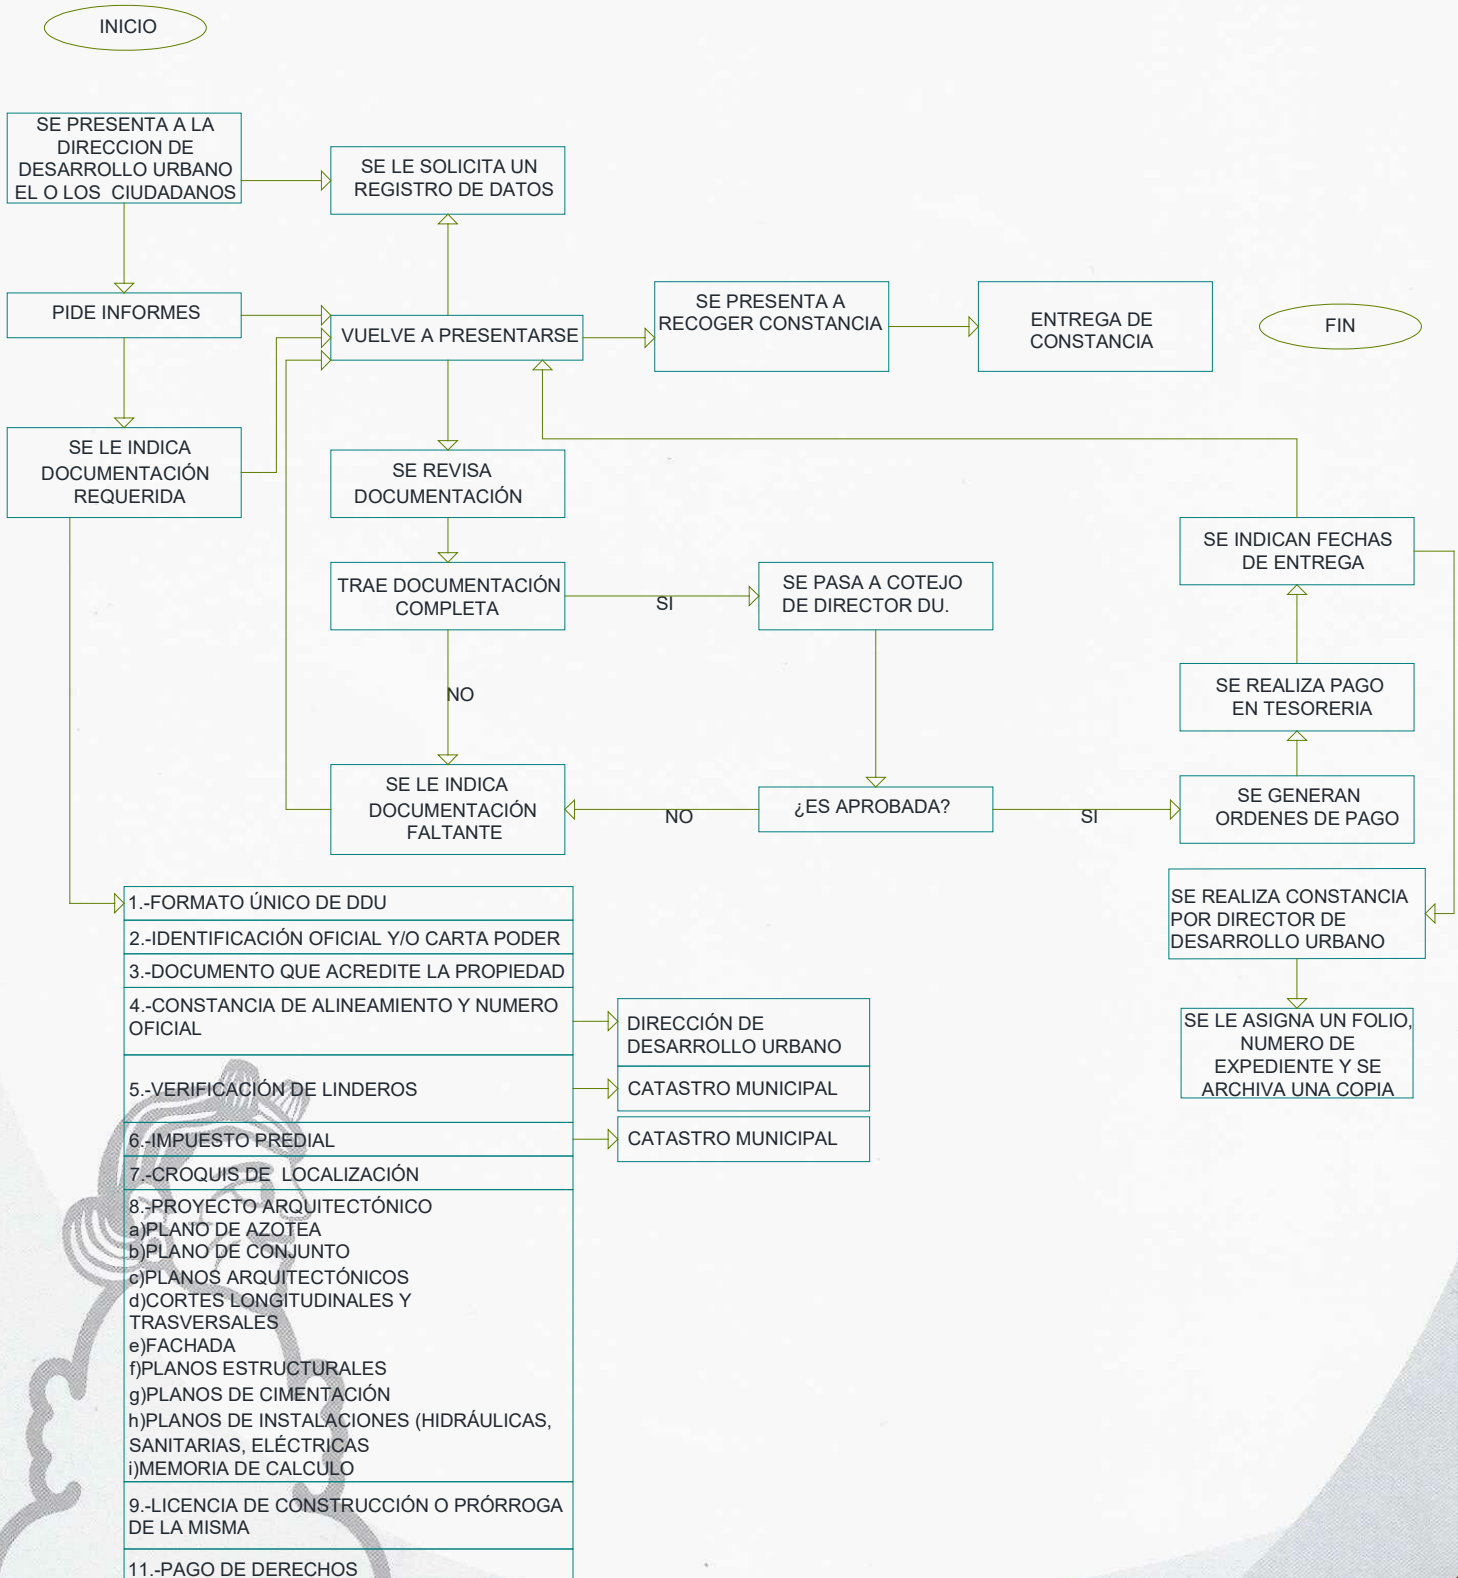 INICIO
SE PRESENTA A LA
DIRECCION DE
DESARROLLO URBANO
EL O LOS CIUDADANOS
SE LE SOLICITA UN
REGISTRO DE DATOS
PIDE INFORMES
VUELVE A PRESENTARSE
SE PRESENTA A
RECOGER CONSTANCIA
ENTREGA DE
CONSTANCIA
FIN
SE LE INDICA
DOCUMENTACIÓN
REQUERIDA
SE REVISA
DOCUMENTACIÓN
SE INDICAN FECHAS
DE ENTREGA
TRAE DOCUMENTACIÓN
COMPLETA
SI
SE PASA A COTEJO
DE DIRECTOR DU.
NO
SE REALIZA PAGO
EN TESORERIA
SE LE INDICA
DOCUMENTACIÓN
FALTANTE
NO
¿ES APROBADA?
SI
SE GENERAN
ORDENES DE PAGO
SE REALIZA CONSTANCIA
POR DIRECTOR DE
DESARROLLO URBANO
SE LE ASIGNA UN FOLIO,
NUMERO DE
EXPEDIENTE Y SE
ARCHIVA UNA COPIA
1.-FORMATO ÚNICO DE DDU
2.-IDENTIFICACIÓN OFICIAL Y/O CARTA PODER
3.-DOCUMENTO QUE ACREDITE LA PROPIEDAD
4.-CONSTANCIA DE ALINEAMIENTO Y NUMERO
OFICIAL
DIRECCIÓN DE
DESARROLLO URBANO
5.-VERIFICACIÓN DE LINDEROS
CATASTRO MUNICIPAL
6.-IMPUESTO PREDIAL
CATASTRO MUNICIPAL
7.-CROQUIS DE LOCALIZACIÓN
8.-PROYECTO ARQUITECTÓNICO
a)PLANO DE AZOTEA
b)PLANO DE CONJUNTO
c)PLANOS ARQUITECTÓNICOS
d)CORTES LONGITUDINALES Y
TRASVERSALES
e)FACHADA
f)PLANOS ESTRUCTURALES
g)PLANOS DE CIMENTACIÓN
h)PLANOS DE INSTALACIONES (HIDRÁULICAS,
SANITARIAS, ELÉCTRICAS
i)MEMORIA DE CALCULO
9.-LICENCIA DE CONSTRUCCIÓN O PRÓRROGA
DE LA MISMA
11.-PAGO DE DERECHOS